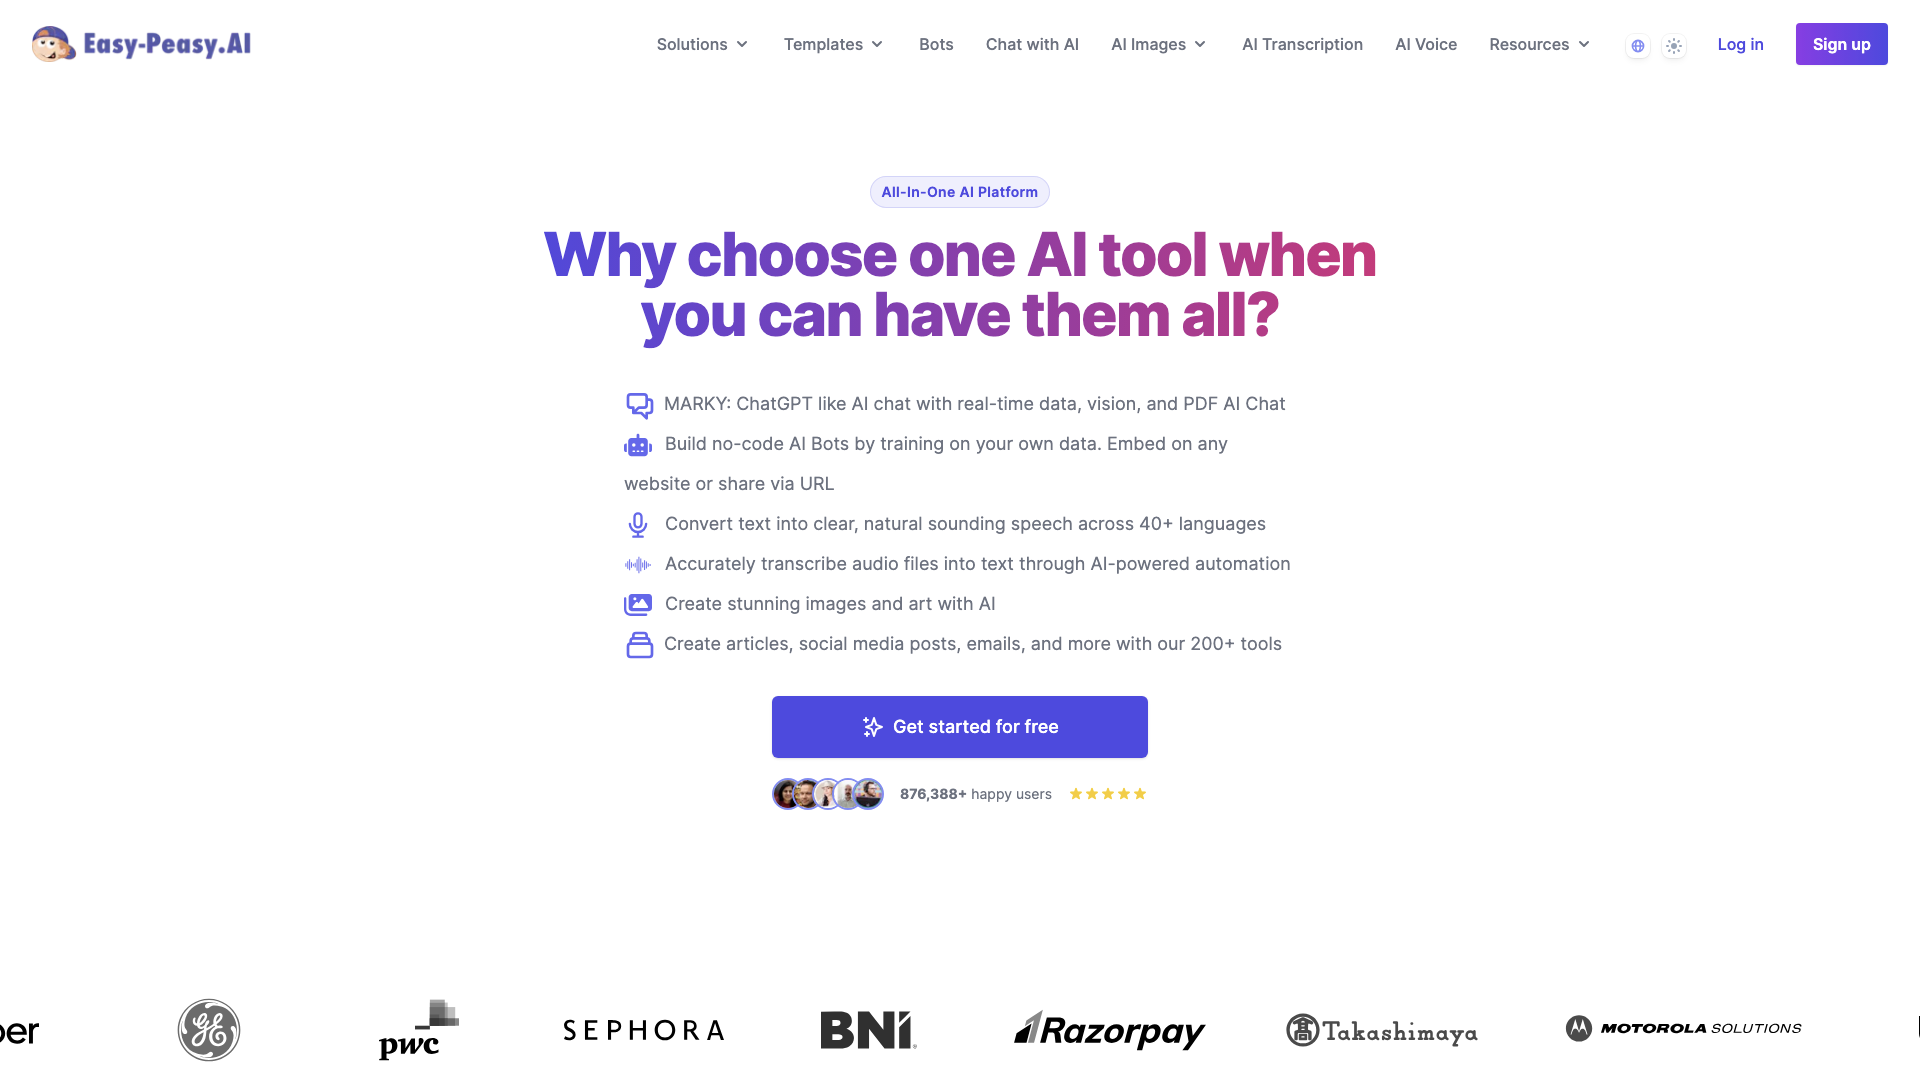 Easy-Peasy.AI
Solutions
Templates
Bots
Chat with AI
AI Images
AI Transcription
AI Voice
Resources
Log in
Sign up
All-In-One AI Platform
Why choose one AI tool when
you can have them all?
MARKY: ChatGPT like AI chat with real-time data, vision, and PDF AI Chat
Build no-code AI Bots by training on your own data. Embed on any
website or share via URL
Convert text into clear, natural sounding speech across 40+ languages
Accurately transcribe audio files into text through AI-powered automation
Create stunning images and art with AI
Create articles, social media posts, emails, and more with our 200+ tools
Get started for free
876,388+ happy users
GE
pwc
SEPHORA
BNI®
Razorpay
髙 Takashimaya
MOTOROLA SOLUTIONS